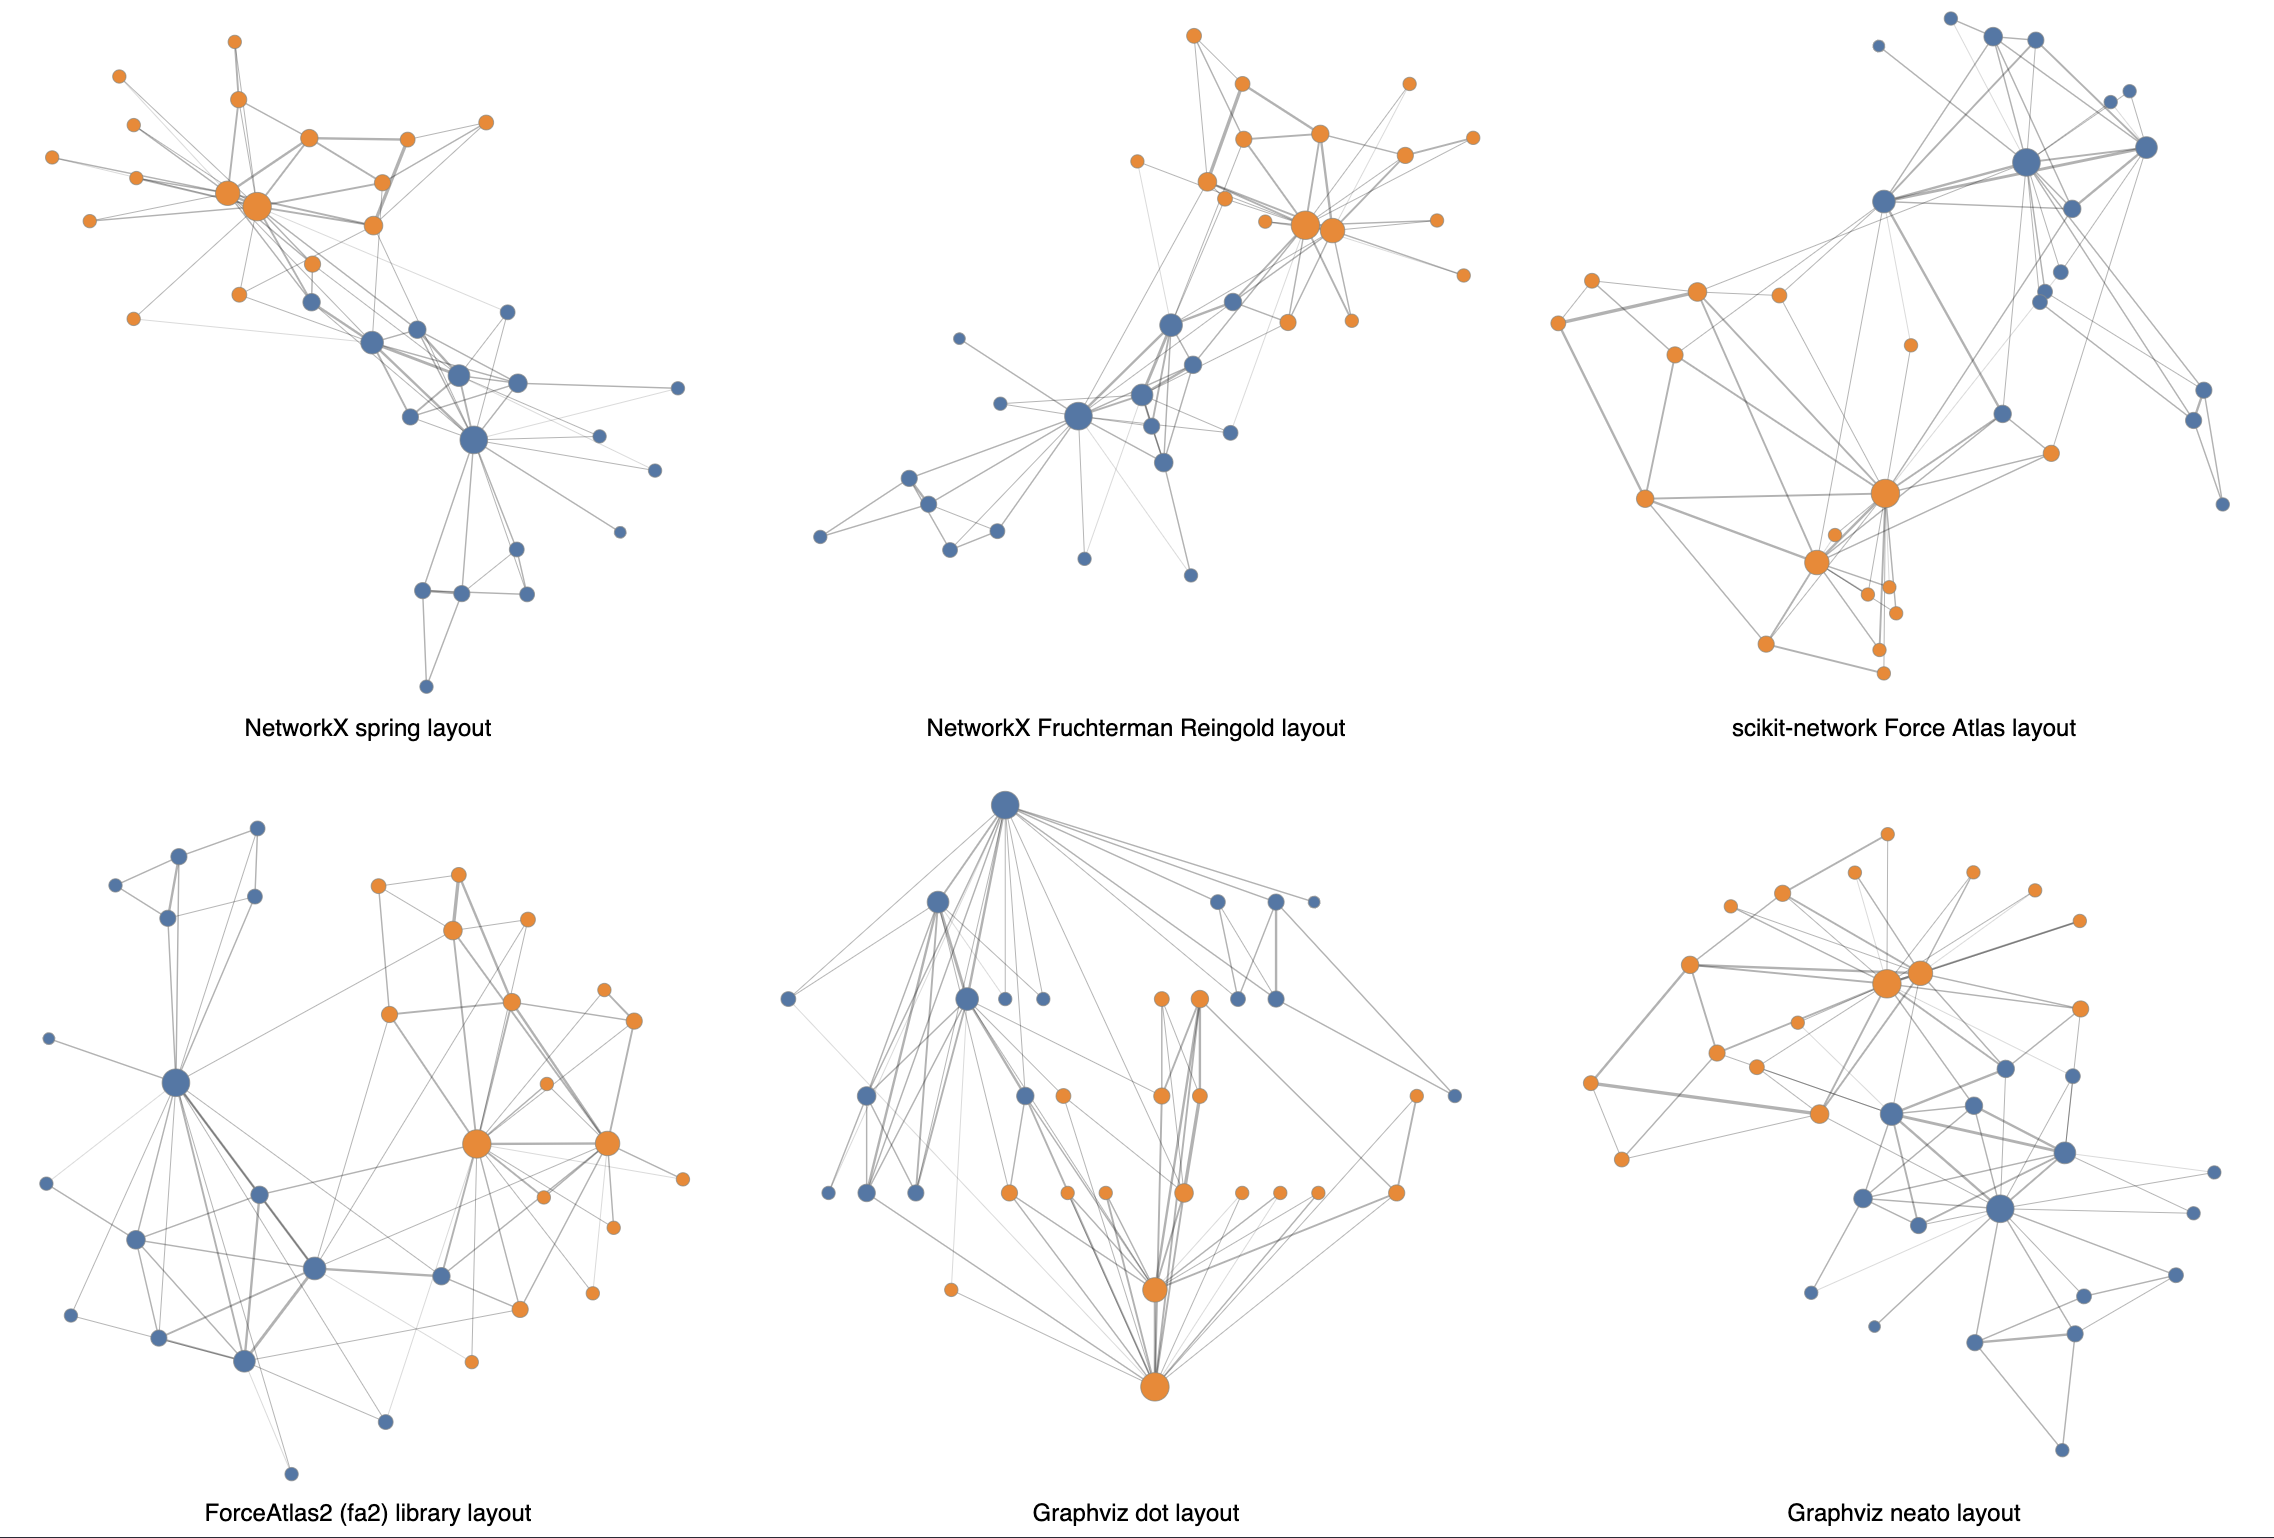 NetworkX spring layout
NetworkX Fruchterman Reingold layout
scikit-network Force Atlas layout
ForceAtlas2 (fa2) library layout
Graphviz dot layout
Graphviz neato layout